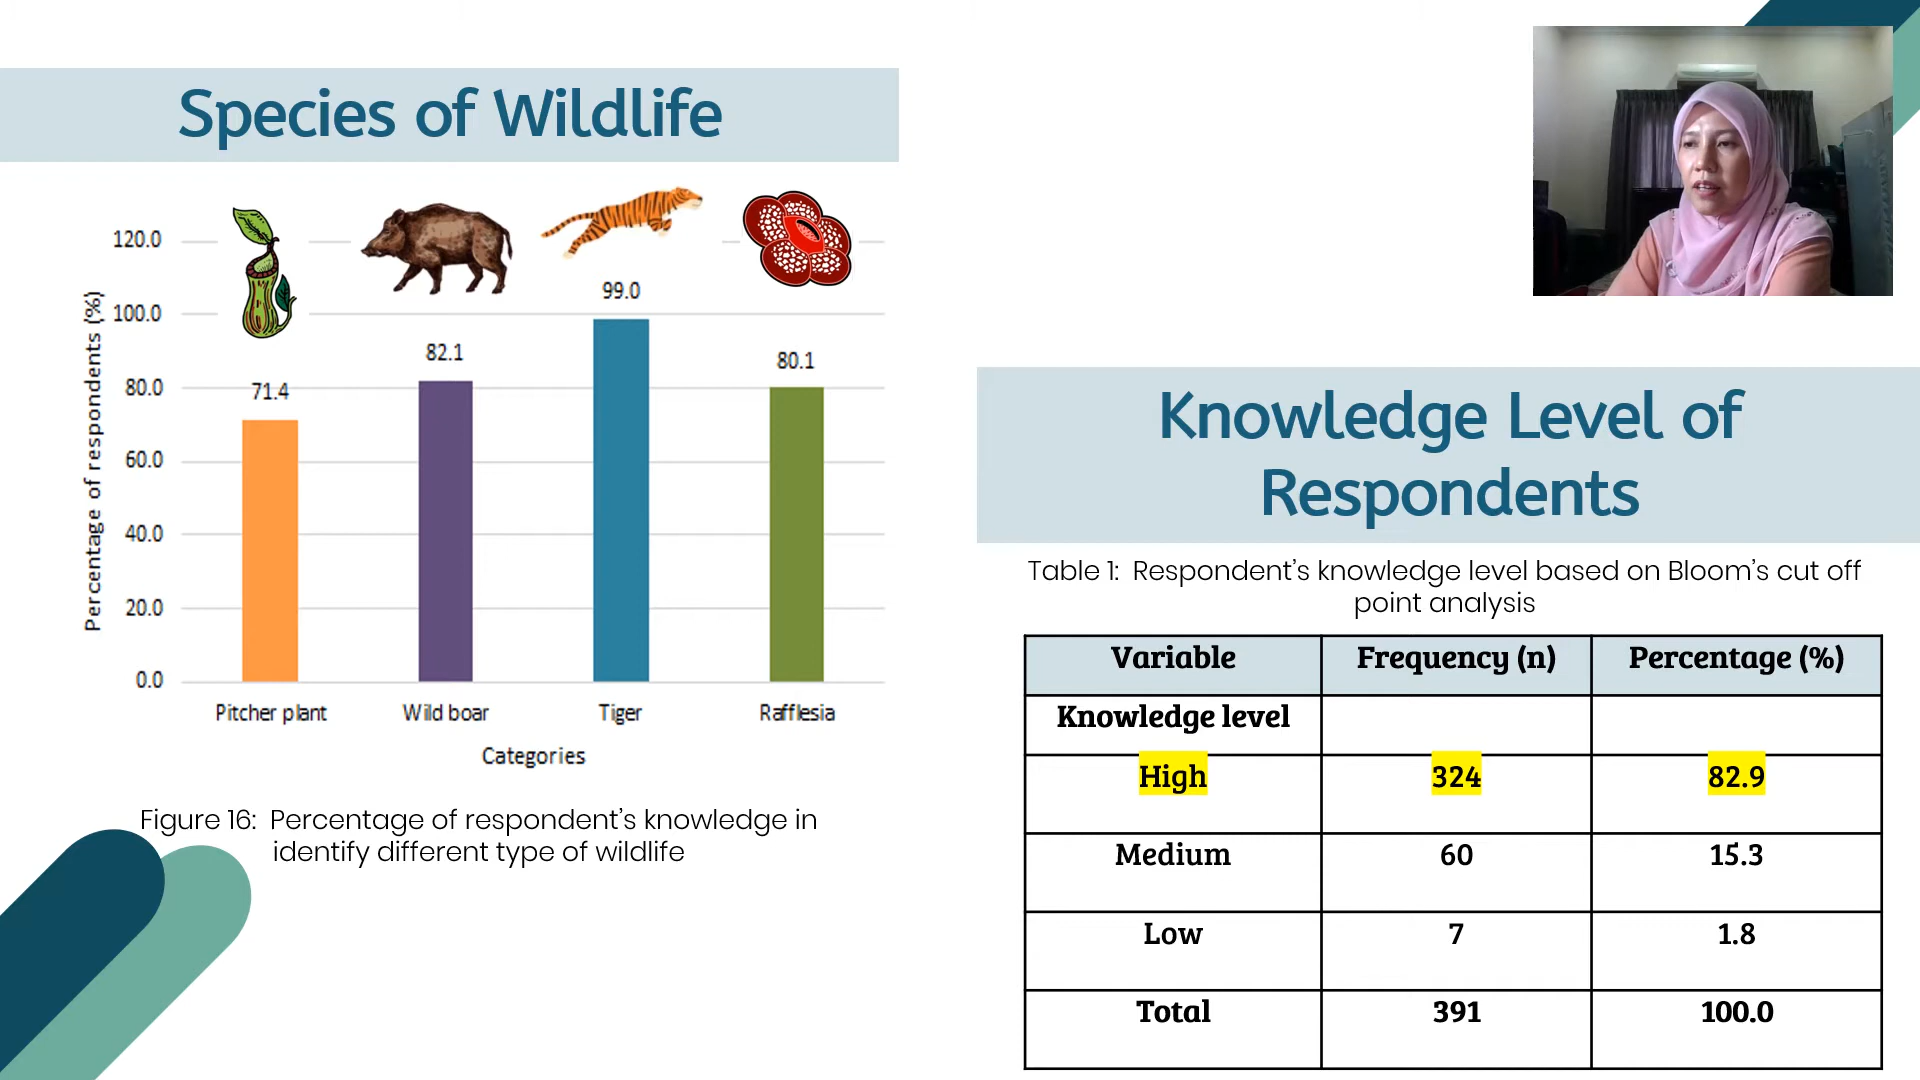 Species of Wildlife
120.0
100.0
80.0
60.0
40.0
20.0
0.0
Percentage of respondents (%)
71.4
82.1
99.0
80.1
Pitcher plant
Wild boar
Tiger
Rafflesia
Categories
Figure 16: Percentage of respondent's knowledge in
identify different type of wildlife
Knowledge Level of
Respondents
Table 1: Respondent's knowledge level based on Bloom's cut off
point analysis
Variable Frequency (n) Percentage (%)
Knowledge level
High 324 82.9
Medium 60 15.3
Low 7 1.8
Total 391 100.0